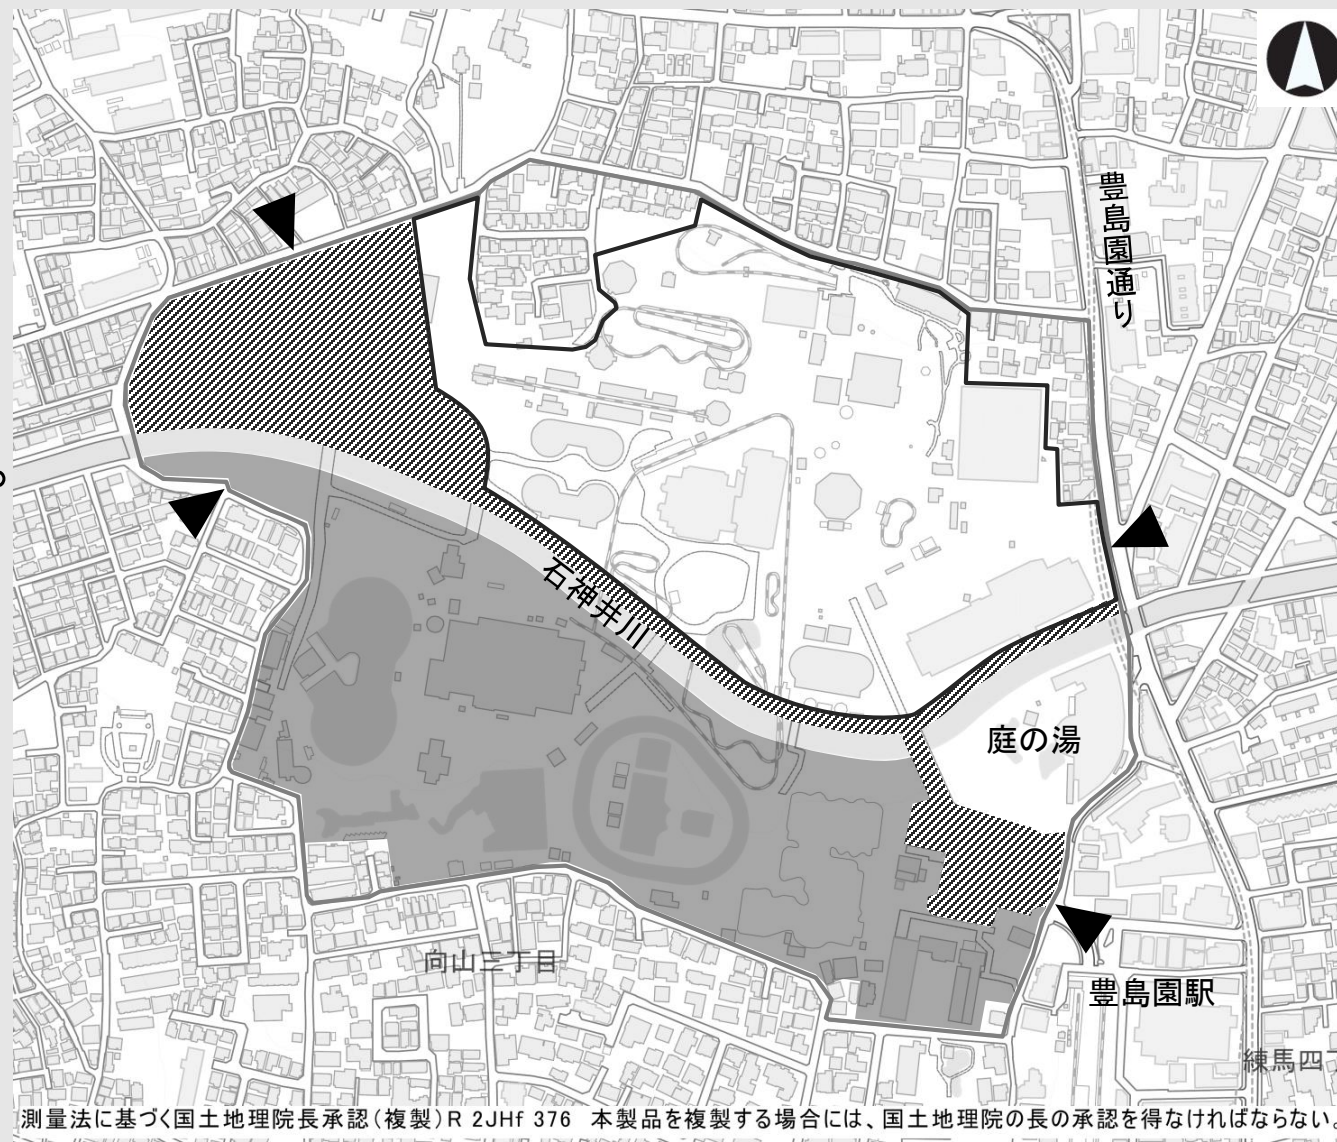 豊島園通り
石神井川
庭の湯
向山三丁目
豊島園駅
練馬四
測量法に基づく国土地理院長承認（複製）R 2JHf 376 本製品を複製する場合には、国土地理院の長の承認を得なければならない